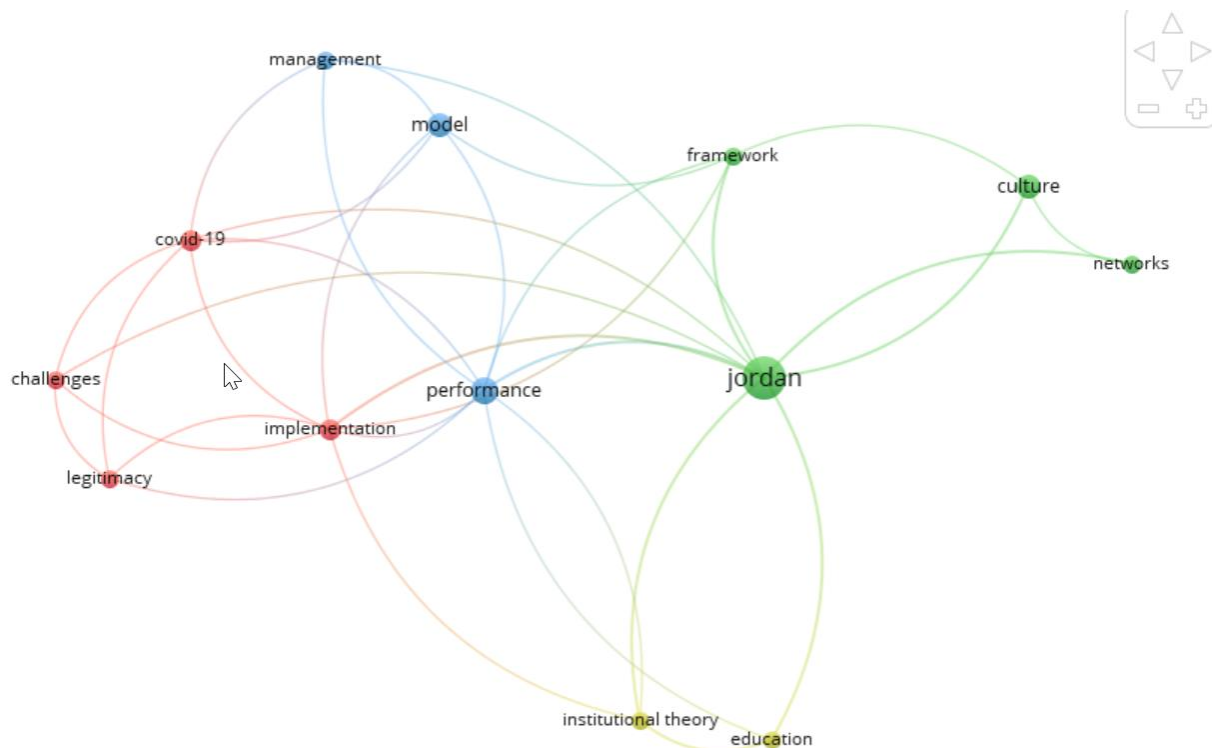 management
model
framework
culture
covid-19
networks
challenges
jordan
performance
implementation
legitimacy
institutional theory
education